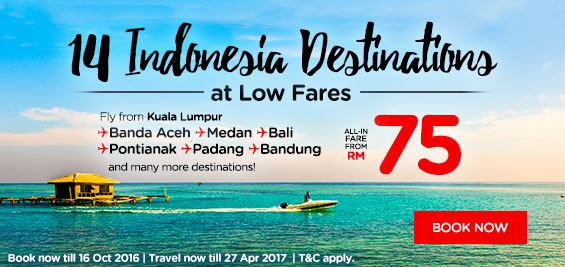 14 Indonesia Destinations
at Low Fares
Fly from Kuala Lumpur
Banda Aceh Medan Bali
Pontianak Padang Bandung
and many more destinations!
ALL-IN
FARE
FROM
RM
75
BOOK NOW
Book now till 16 Oct 2016 | Travel now till 27 Apr 2017 | T&C apply.